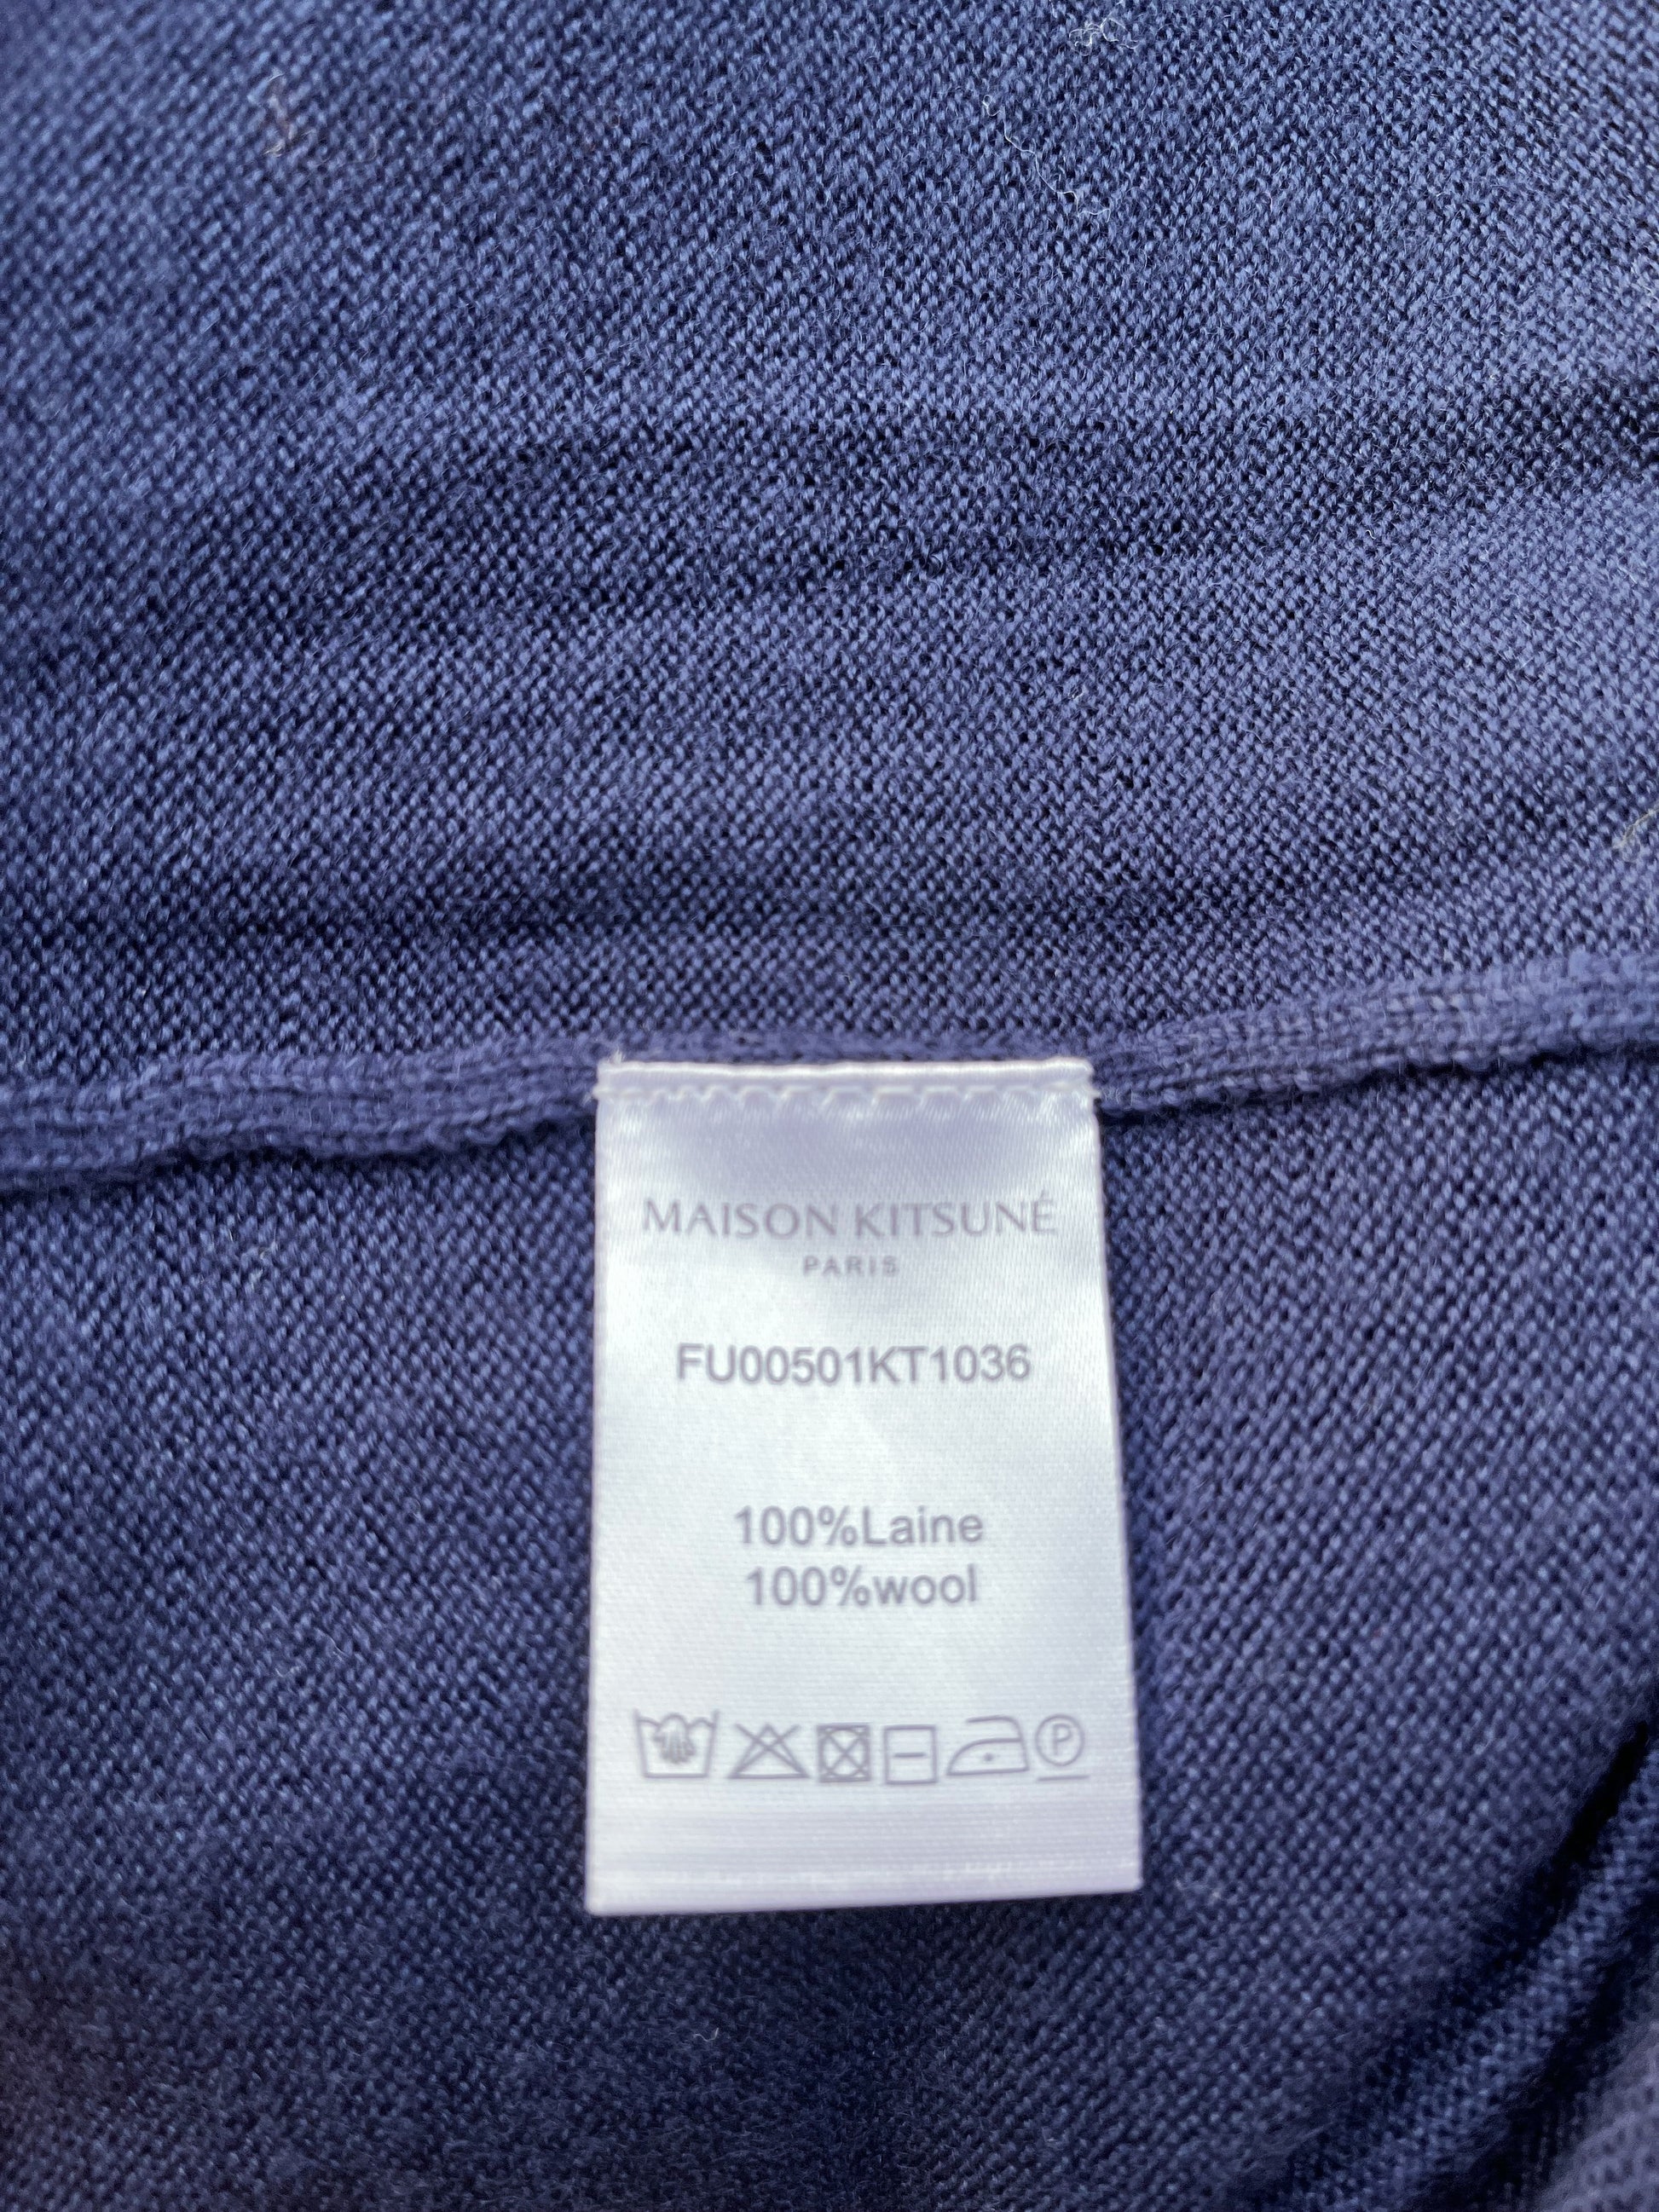 MAISON KITSUNÉ
PARIS
FU00501KT1036
100%Laine
100%wool
P